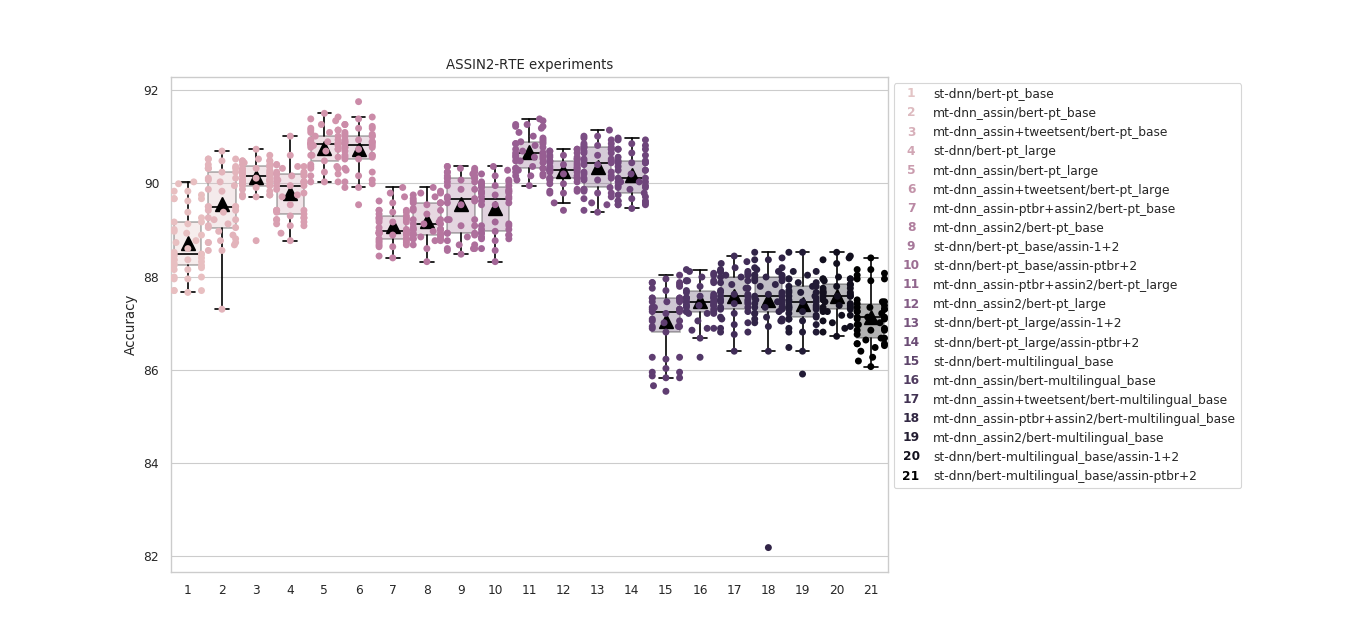 ASSIN2-RTE experiments
Accuracy
92
90
88
86
84
82
1 2 3 4 5 6 7 8 9 10 11 12 13 14 15 16 17 18 19 20 21
1 st-dnn/bert-pt_base
2 mt-dnn_assin/bert-pt_base
3 mt-dnn_assin+tweetsent/bert-pt_base
4 st-dnn/bert-pt_large
5 mt-dnn_assin/bert-pt_large
6 mt-dnn_assin+tweetsent/bert-pt_large
7 mt-dnn_assin-ptbr+assin2/bert-pt_base
8 mt-dnn_assin2/bert-pt_base
9 st-dnn/bert-pt_base/assin-1+2
10 st-dnn/bert-pt_base/assin-ptbr+2
11 mt-dnn_assin-ptbr+assin2/bert-pt_large
12 mt-dnn_assin2/bert-pt_large
13 st-dnn/bert-pt_large/assin-1+2
14 st-dnn/bert-pt_large/assin-ptbr+2
15 st-dnn/bert-multilingual_base
16 mt-dnn_assin/bert-multilingual_base
17 mt-dnn_assin+tweetsent/bert-multilingual_base
18 mt-dnn_assin-ptbr+assin2/bert-multilingual_base
19 mt-dnn_assin2/bert-multilingual_base
20 st-dnn/bert-multilingual_base/assin-1+2
21 st-dnn/bert-multilingual_base/assin-ptbr+2